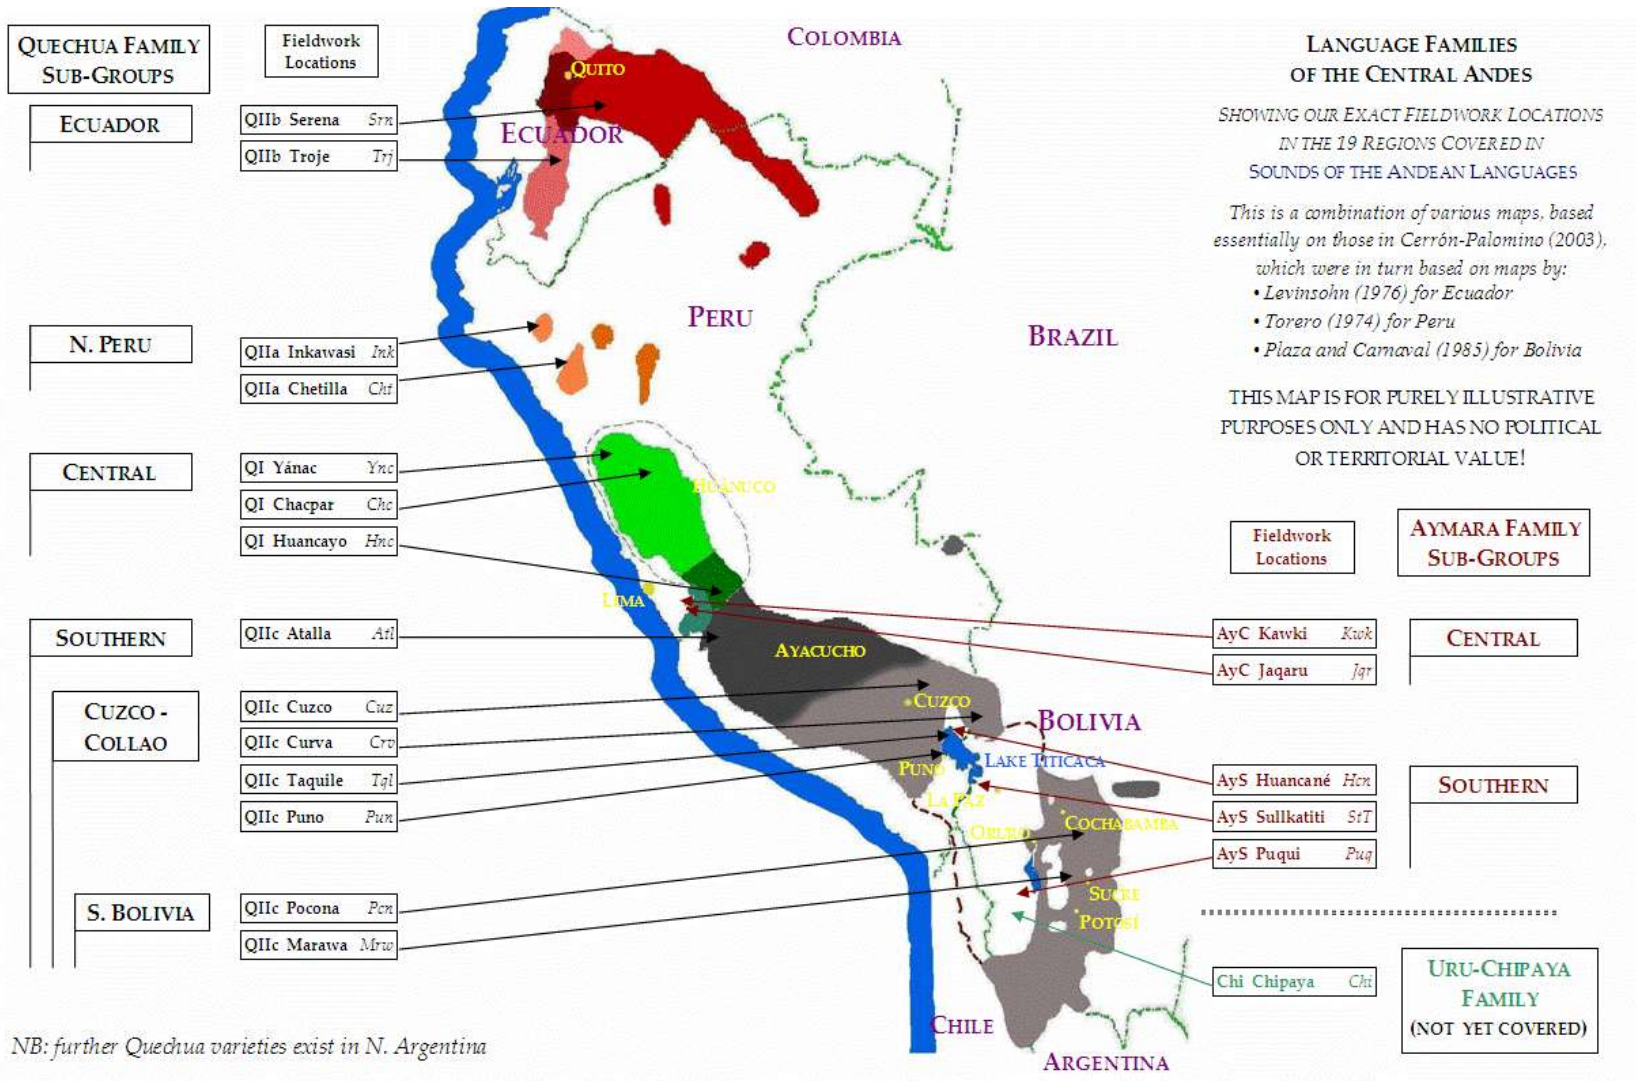 QUECHUA FAMILY
SUB-GROUPS
Fieldwork
Locations
ECUADOR
QIIb Serena Srn
QIIb Troje Trj
N. PERU
QIIa Inkawasi Ink
QIIa Chetilla Cht
CENTRAL
QI Yánac Ync
QI Chacpar Chc
QI Huancayo Hnc
SOUTHERN
QIIc Atalla Atl
CUZCO -
COLLAO
QIIc Cuzco Cuz
QIIc Curva Crv
QIIc Taquile Tql
QIIc Puno Pun
S. BOLIVIA
QIIc Pocona Pcn
QIIc Marawa Mrw
NB: further Quechua varieties exist in N. Argentina
COLOMBIA
QUITO
ECUADOR
PERU
BRAZIL
HUÁNUCO
LIMA
AYACUCHO
CUZCO
BOLIVIA
PUNO
LAKE TITICACA
LA PAZ
ORURO
COCHABAMBA
SUCRE
POTOSÍ
CHILE
ARGENTINA
LANGUAGE FAMILIES
OF THE CENTRAL ANDES
SHOWING OUR EXACT FIELDWORK LOCATIONS
IN THE 19 REGIONS COVERED IN
SOUNDS OF THE ANDEAN LANGUAGES
This is a combination of various maps, based
essentially on those in Cerrón-Palomino (2003),
which were in turn based on maps by:
• Levinsohn (1976) for Ecuador
• Torero (1974) for Peru
• Plaza and Carnaval (1985) for Bolivia
THIS MAP IS FOR PURELY ILLUSTRATIVE
PURPOSES ONLY AND HAS NO POLITICAL
OR TERRITORIAL VALUE!
Fieldwork
Locations
AYMARA FAMILY
SUB-GROUPS
AyC Kawki Kwk
AyC Jaqaru Jqr
CENTRAL
AyS Huancané Hcn
AyS Sullkatiti StT
AyS Puqui Puq
SOUTHERN
Chi Chipaya Chi
URU-CHIPAYA
FAMILY
(NOT YET COVERED)